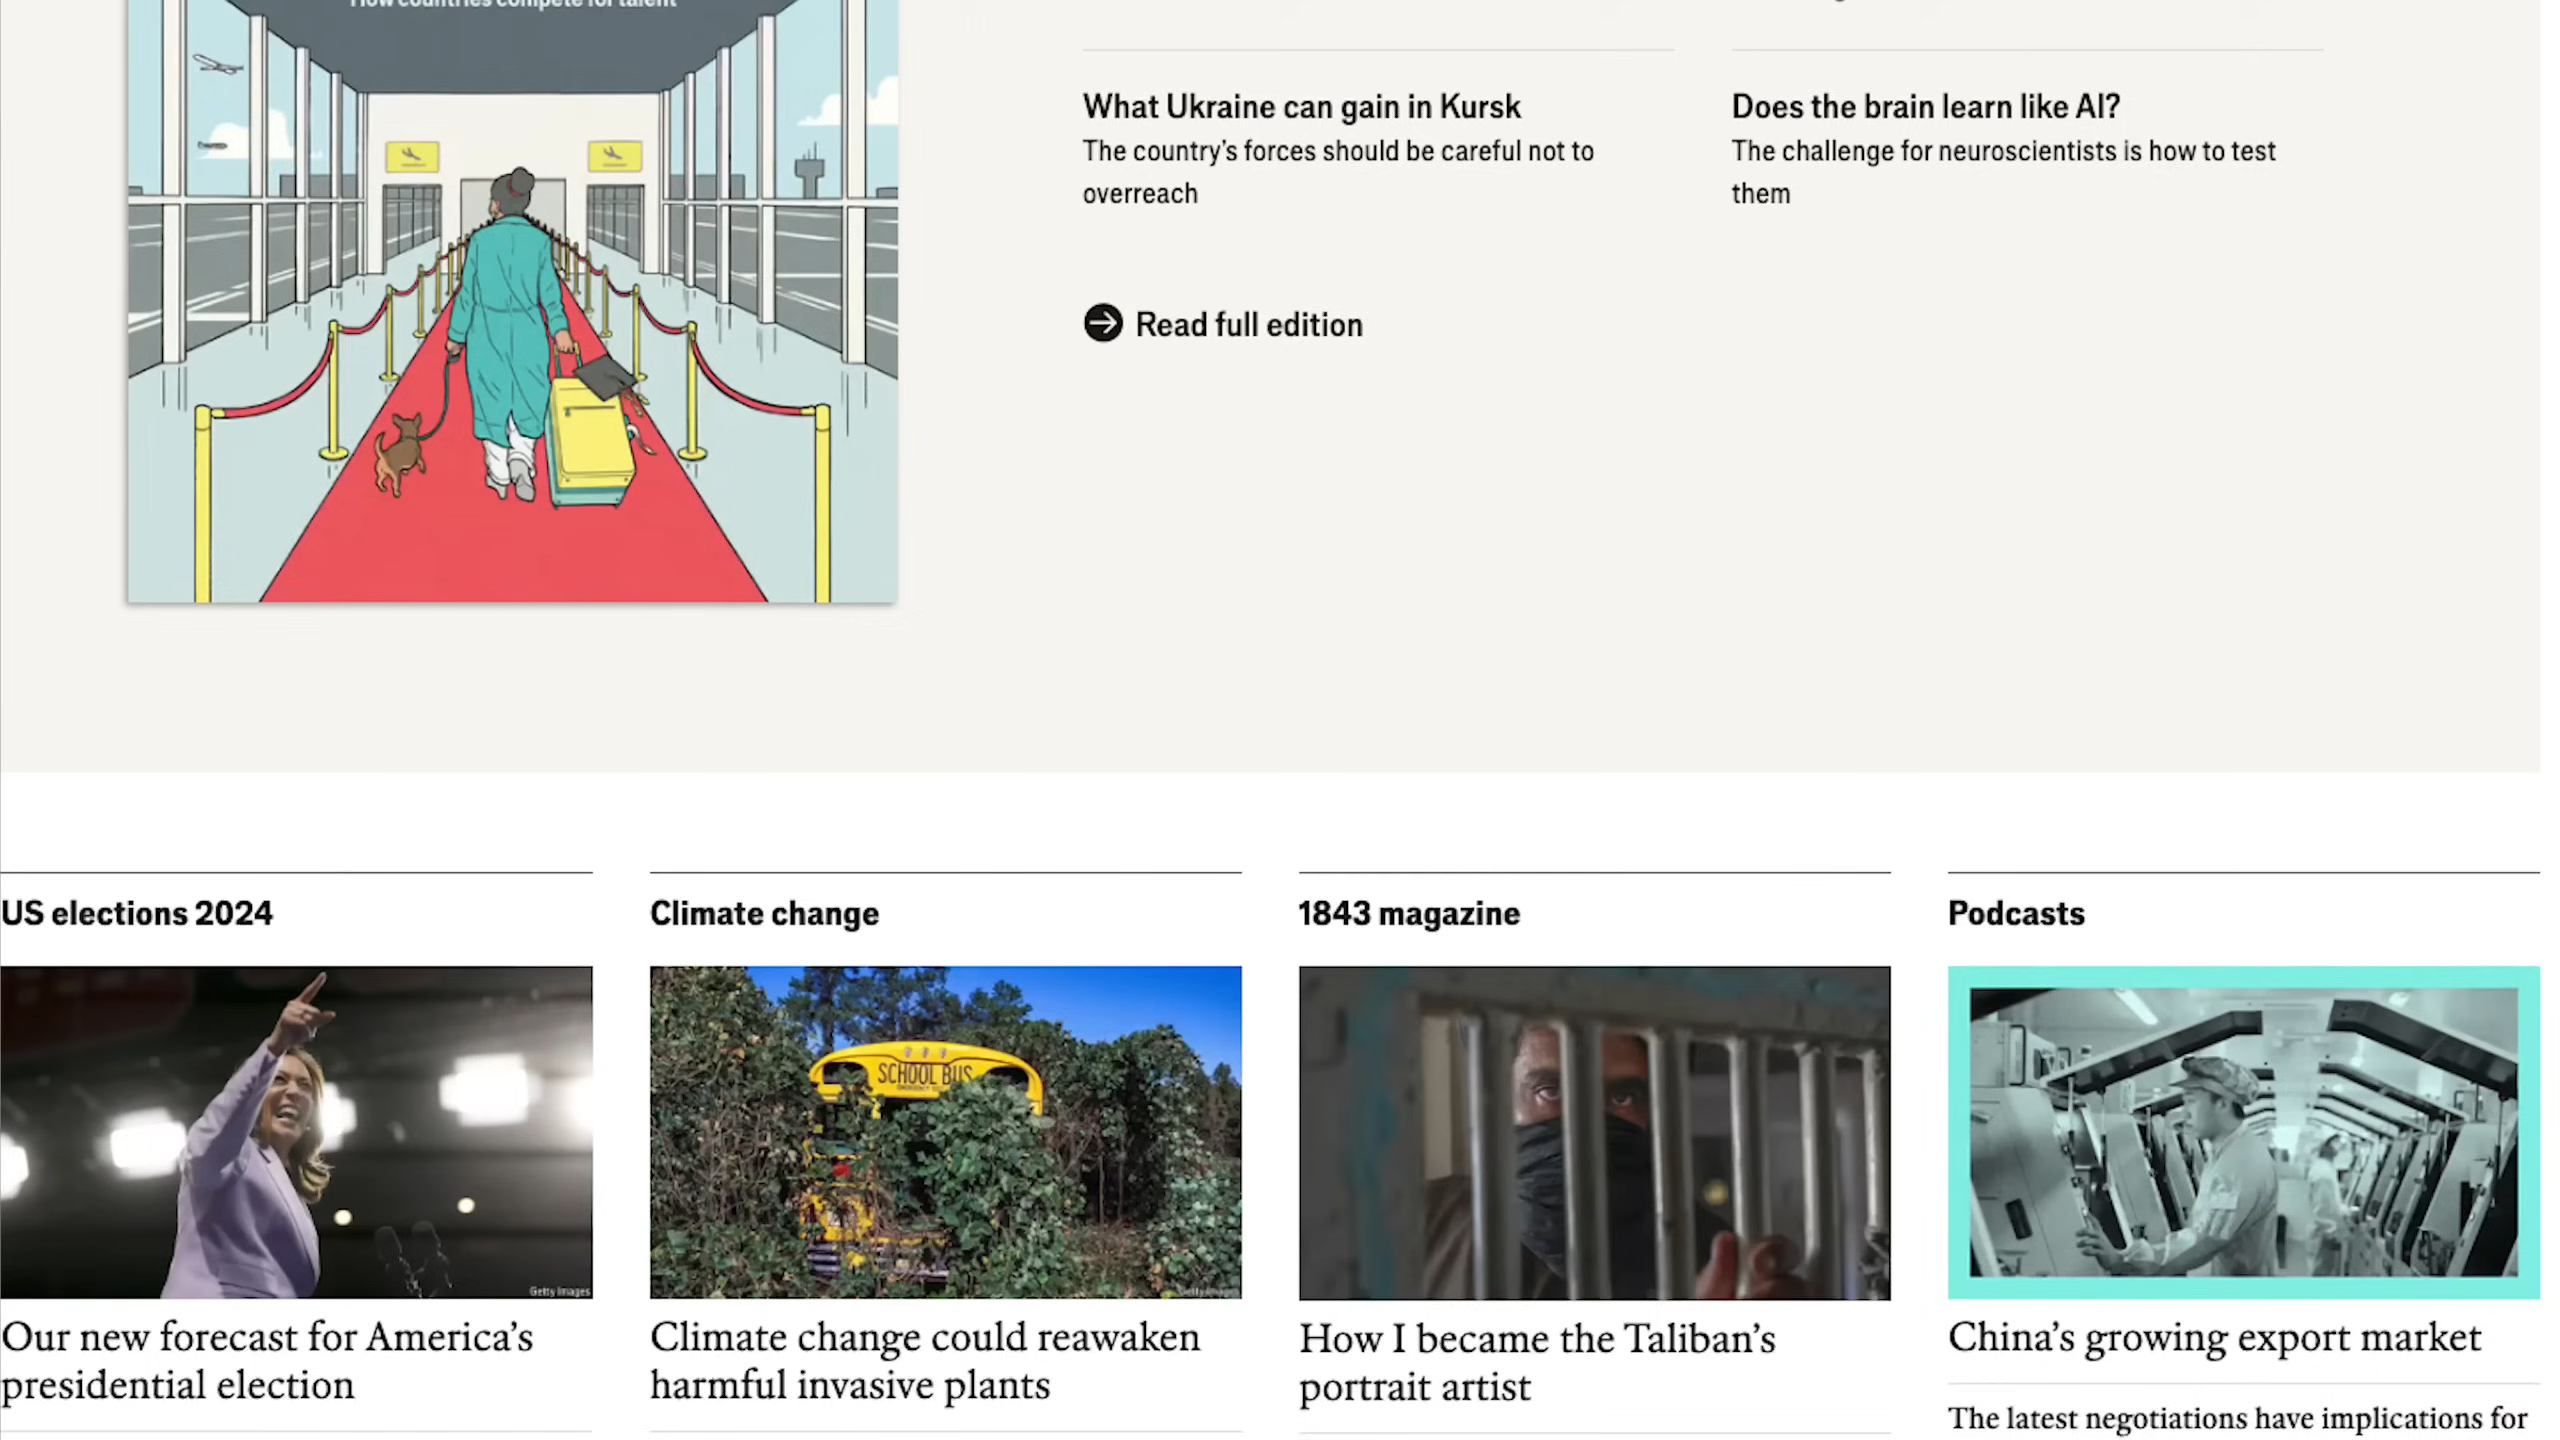 How countries compete for talent
What Ukraine can gain in Kursk
The country’s forces should be careful not to
overreach
Does the brain learn like AI?
The challenge for neuroscientists is how to test
them
Read full edition
US elections 2024
Getty Images
Our new forecast for America’s
presidential election
Climate change
SCHOOL BUS
Climate change could reawaken
harmful invasive plants
1843 magazine
How I became the Taliban’s
portrait artist
Podcasts
China’s growing export market
The latest negotiations have implications for